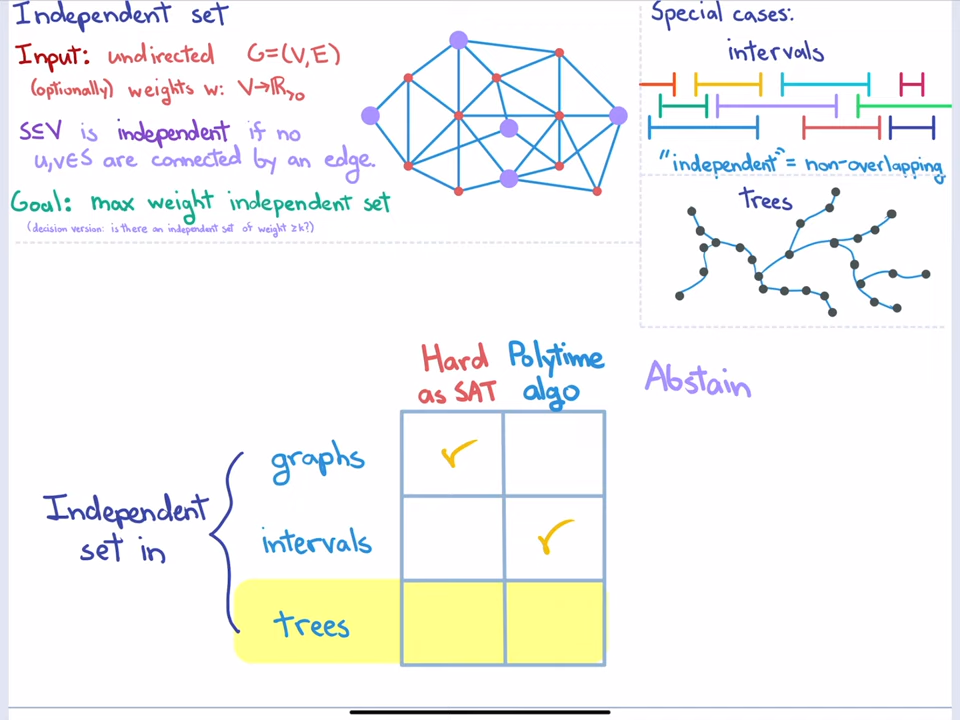 Independent set
Input: undirected G=(V,E)
(optionally) weights w: V→ℝ>0
S⊆V is independent if no
u,v∈S are connected by an edge.
Goal: max weight independent set
(decision version: is there an independent set of weight ≥k?)
Special cases:
intervals
"independent" = non-overlapping
trees
Hard as SAT
Polytime algo
Abstain
Independent set in
graphs
✓
intervals
✓
trees